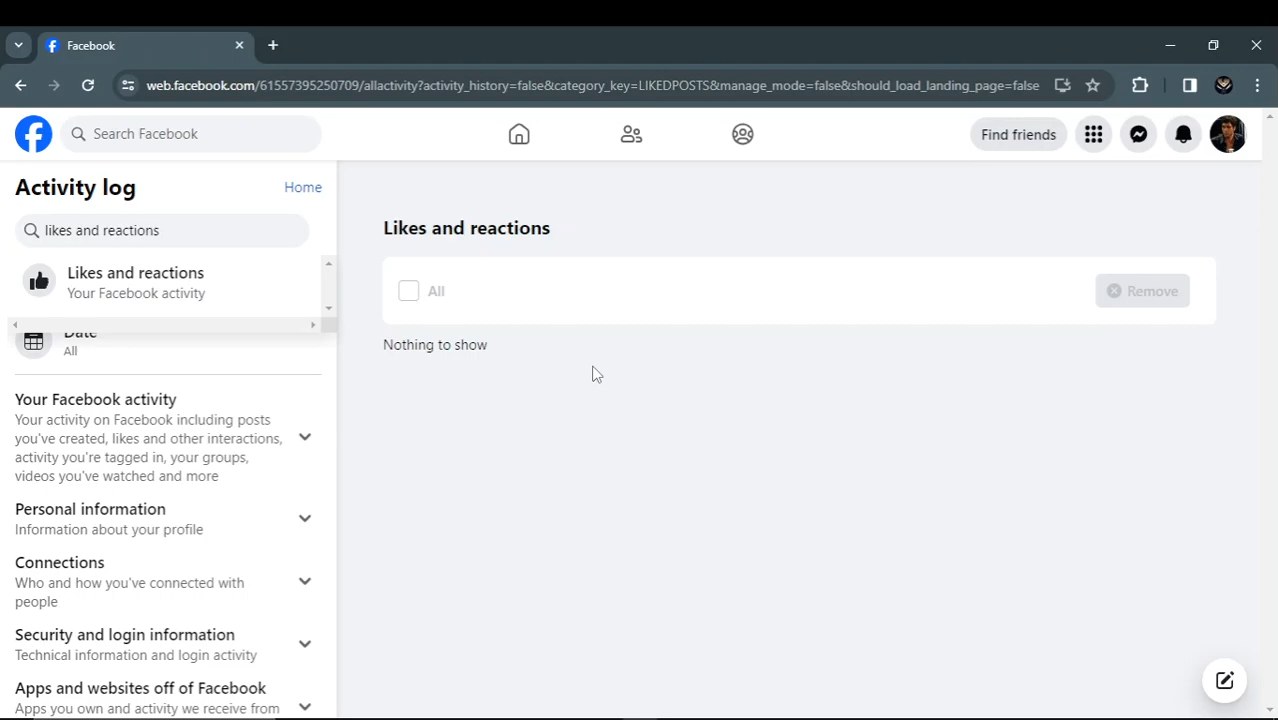 Facebook
web.facebook.com/61557395250709/allactivity?activity_history=false&category_key=LIKEDPOSTS&manage_mode=false&should_load_landing_page=false
Search Facebook
Find friends
Activity log
Home
likes and reactions
Likes and reactions
Your Facebook activity
Date
All
Your Facebook activity
Your activity on Facebook including posts
you've created, likes and other interactions,
activity you're tagged in, your groups,
videos you've watched and more
Personal information
Information about your profile
Connections
Who and how you've connected with
people
Security and login information
Technical information and login activity
Apps and websites off of Facebook
Apps you own and activity we receive from
Likes and reactions
All
Remove
Nothing to show